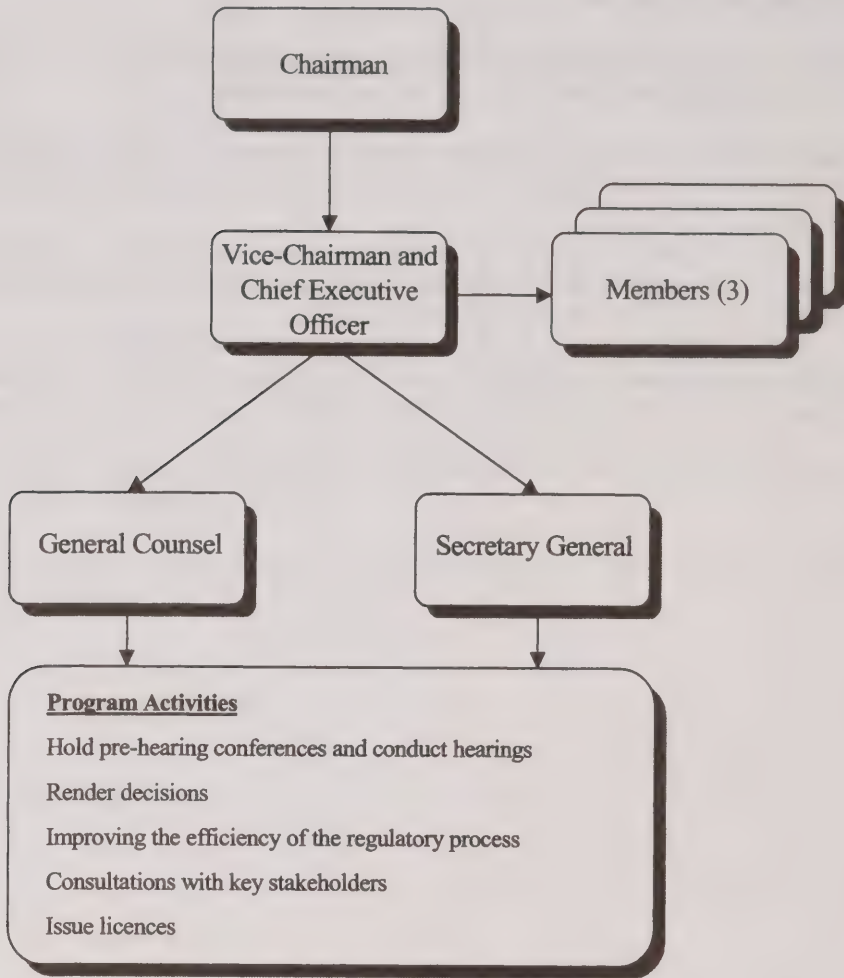 Chairman
Vice-Chairman and
Chief Executive
Officer
Members (3)
General Counsel
Secretary General
Program Activities
Hold pre-hearing conferences and conduct hearings
Render decisions
Improving the efficiency of the regulatory process
Consultations with key stakeholders
Issue licences